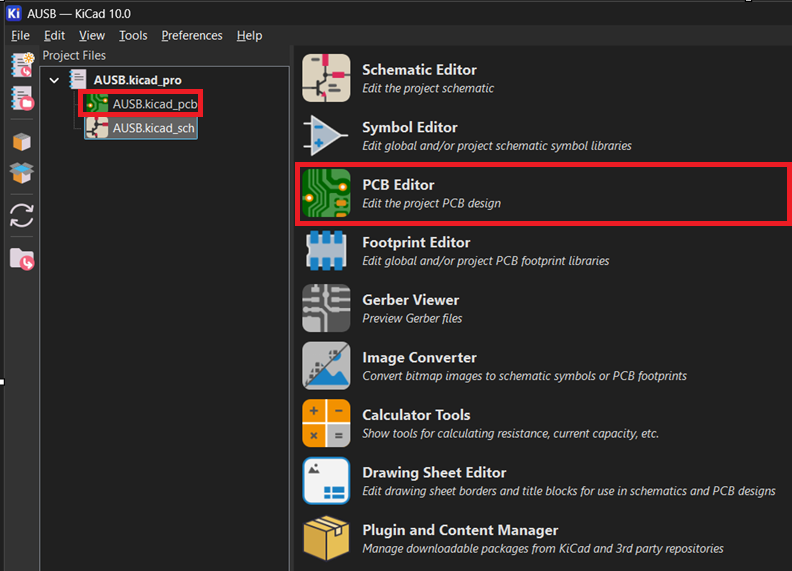 Ki AUSB — KiCad 10.0
File Edit View Tools Preferences Help
Project Files
AUSB.kicad_pro
AUSB.kicad_pcb
AUSB.kicad_sch
Schematic Editor
Edit the project schematic
Symbol Editor
Edit global and/or project schematic symbol libraries
PCB Editor
Edit the project PCB design
Footprint Editor
Edit global and/or project PCB footprint libraries
Gerber Viewer
Preview Gerber files
Image Converter
Convert bitmap images to schematic symbols or PCB footprints
Calculator Tools
Show tools for calculating resistance, current capacity, etc.
Drawing Sheet Editor
Edit drawing sheet borders and title blocks for use in schematics and PCB designs
Plugin and Content Manager
Manage downloadable packages from KiCad and 3rd party repositories